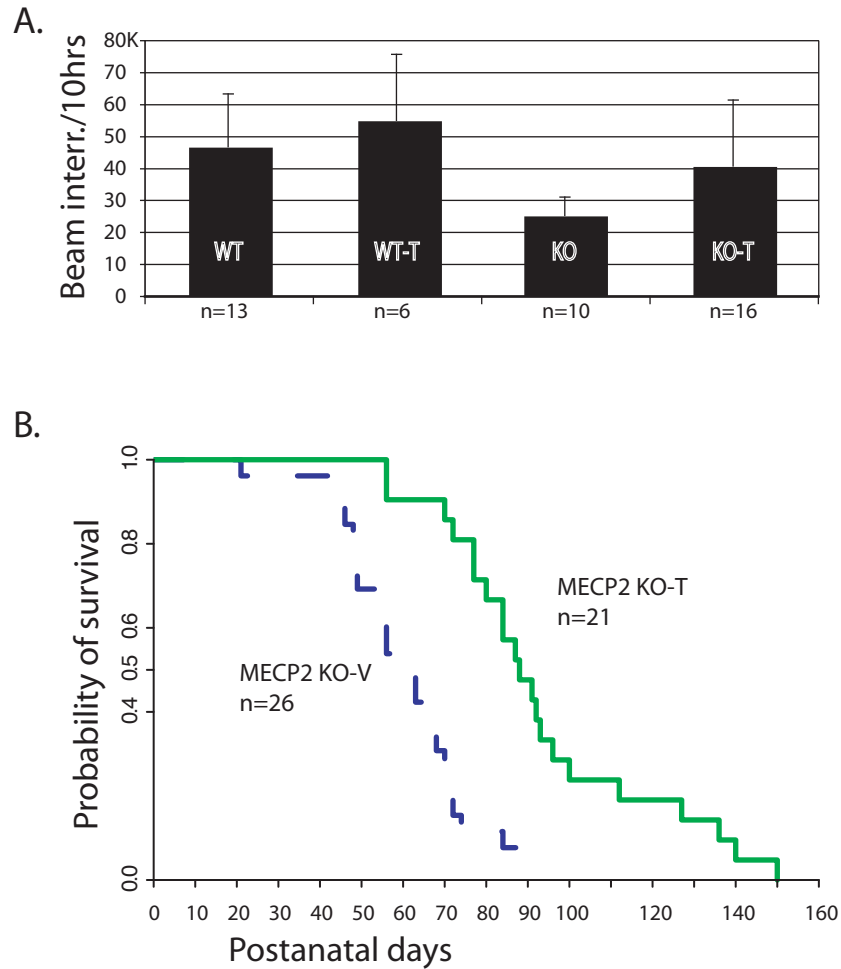 A.
Beam interr./10hrs
80K
70
60
50
40
30
20
10
0
WT
WT-T
KO
KO-T
n=13
n=6
n=10
n=16
B.
Probability of survival
1.0
0.8
0.6
0.5
0.4
0.0
MECP2 KO-T
n=21
MECP2 KO-V
n=26
0 10 20 40 60 70 80 90 100 120 140 160
Postanatal days